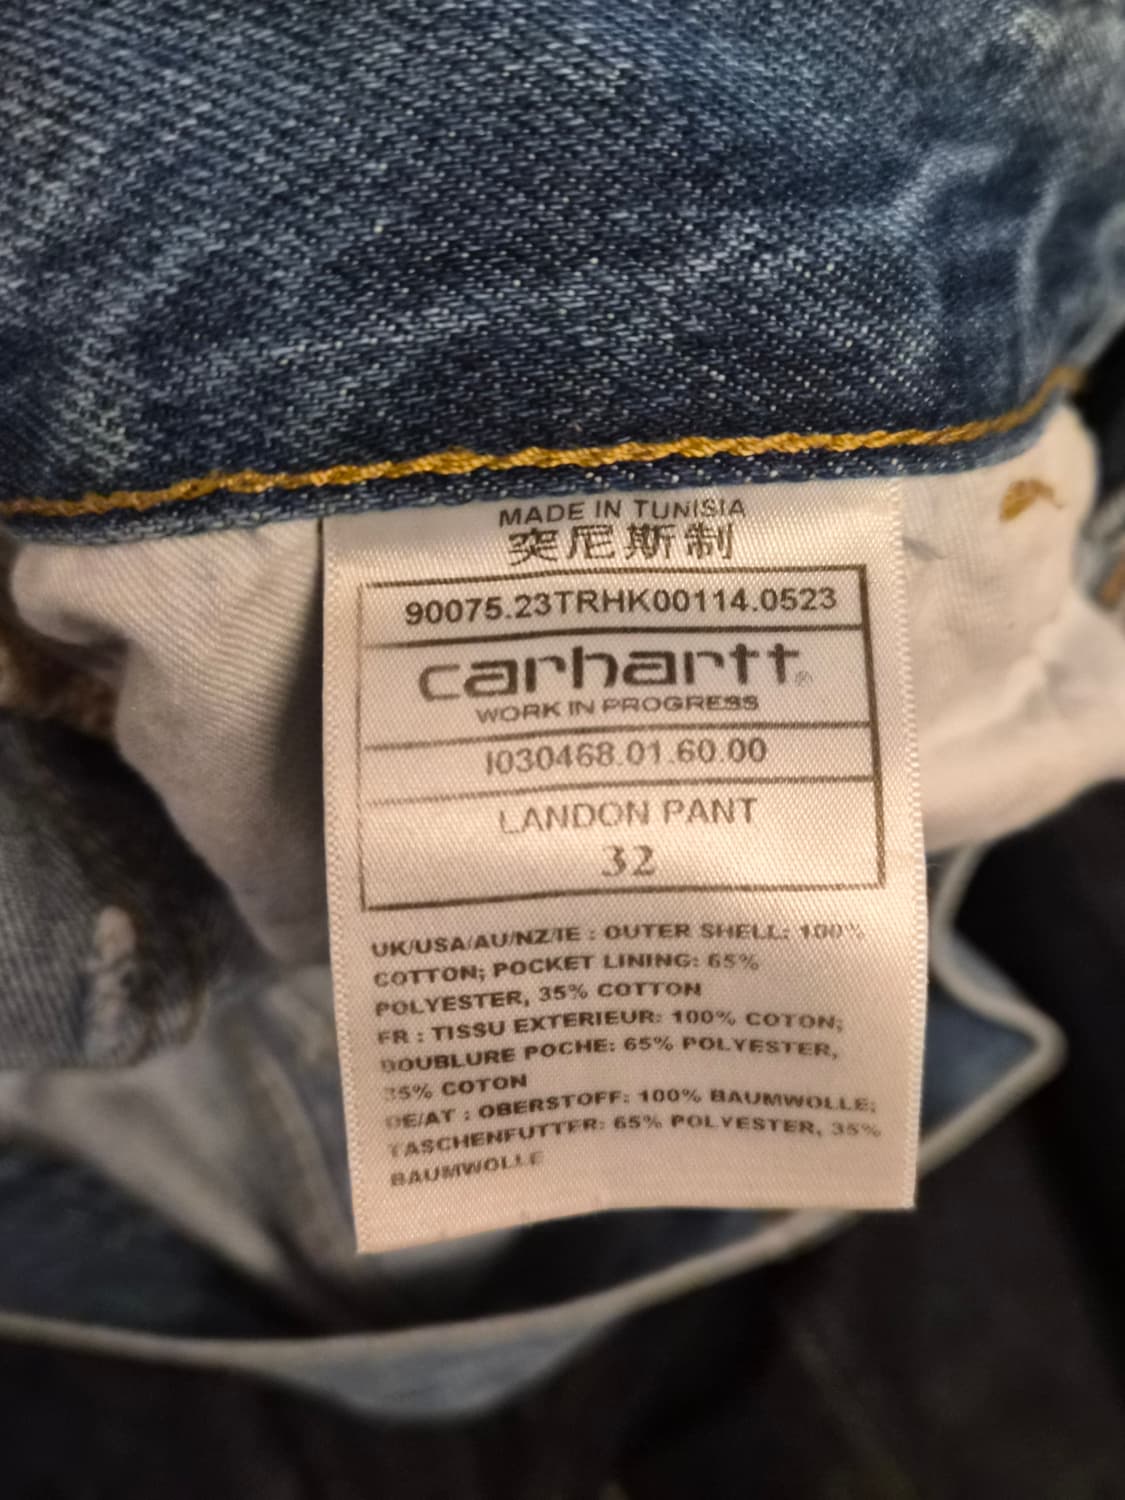 MADE IN TUNISIA
突尼斯制
90075.23TRHK00114.0523
carhartt®
WORK IN PROGRESS
I030468.01.60.00
LANDON PANT
32
UK/USA/AU/NZ/IE : OUTER SHELL: 100%
COTTON; POCKET LINING: 65%
POLYESTER, 35% COTTON
FR : TISSU EXTERIEUR: 100% COTON;
DOUBLURE POCHE: 65% POLYESTER,
35% COTON
DE/AT : OBERSTOFF: 100% BAUMWOLLE;
TASCHENFUTTER: 65% POLYESTER, 35%
BAUMWOLLE